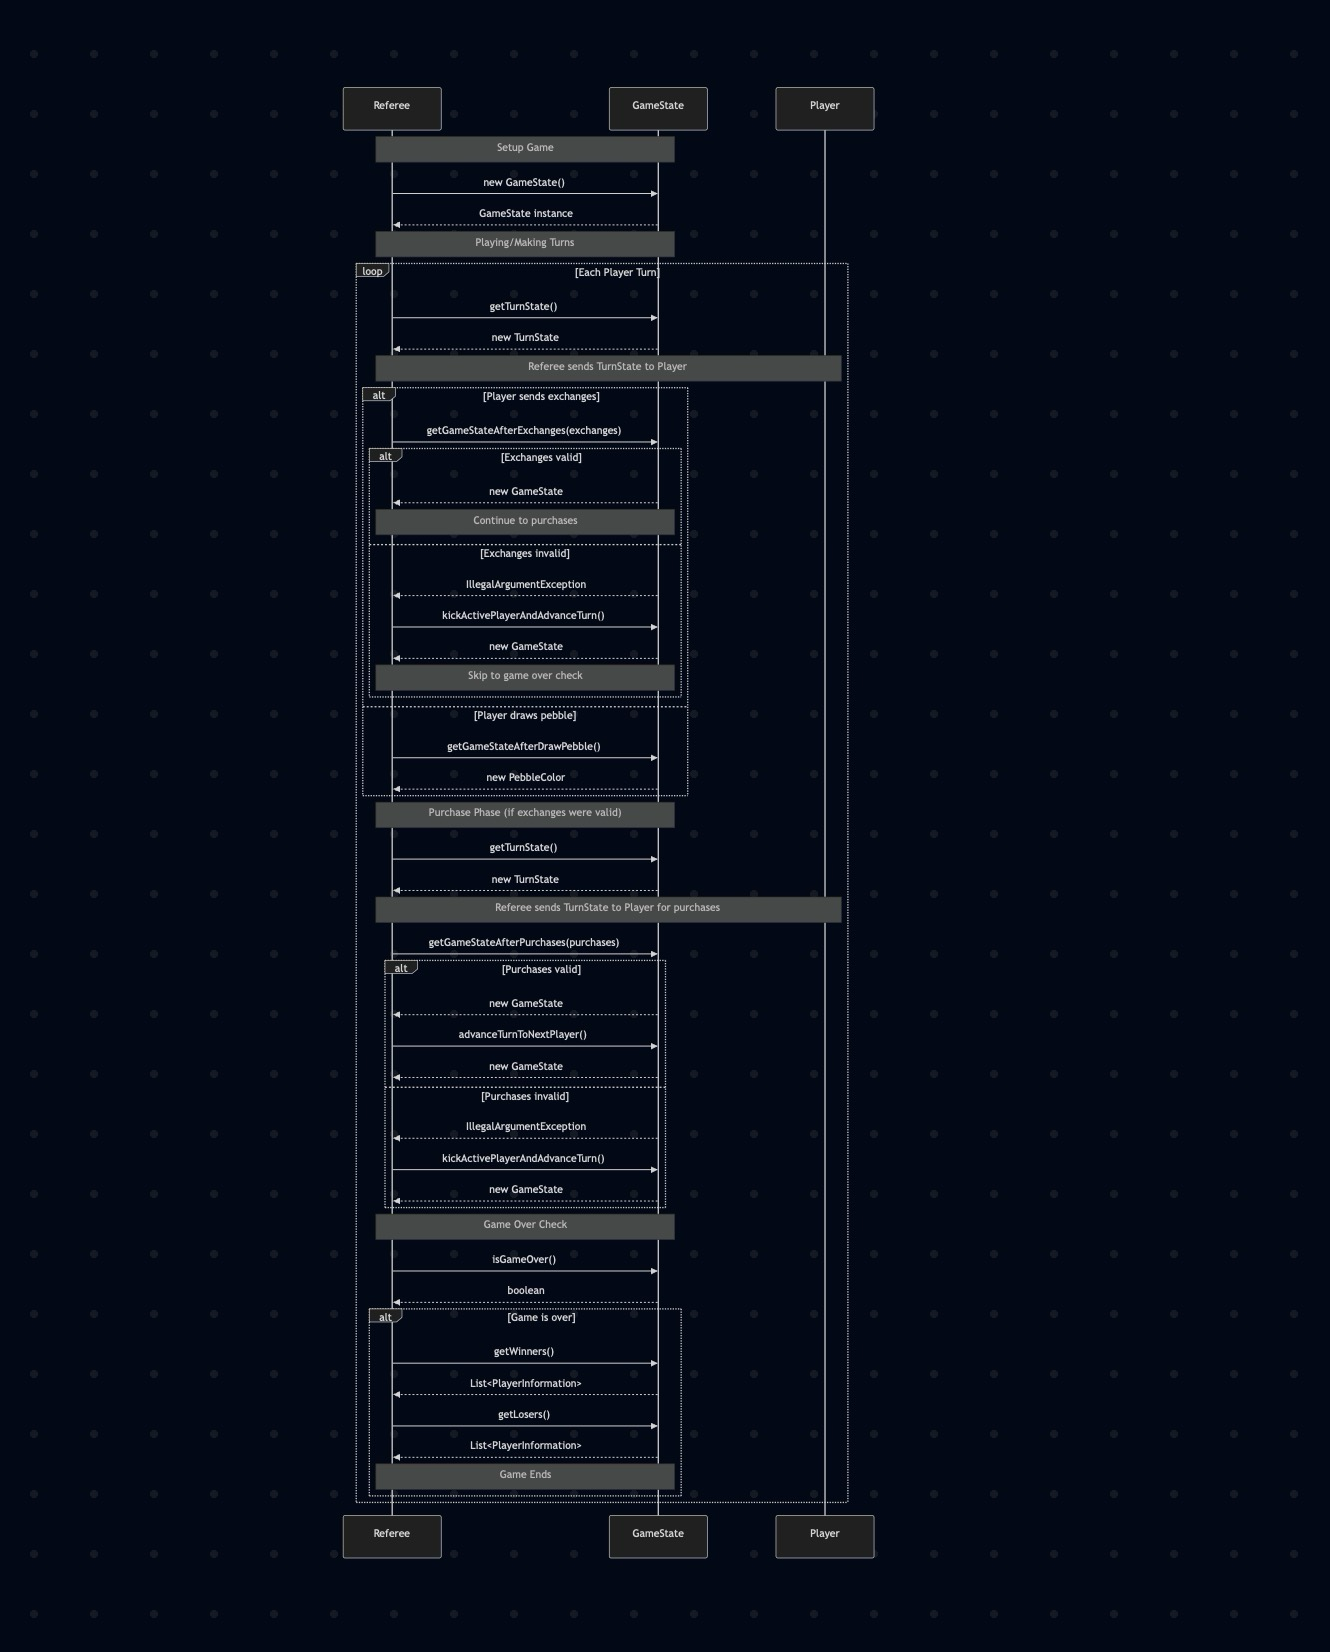 Referee
GameState
Player
Setup Game
new GameState()
GameState instance
Playing/Making Turns
loop
[Each Player Turn]
getTurnState()
new TurnState
Referee sends TurnState to Player
alt
[Player sends exchanges]
getGameStateAfterExchanges(exchanges)
alt
[Exchanges valid]
new GameState
Continue to purchases
[Exchanges invalid]
IllegalArgumentException
kickActivePlayerAndAdvanceTurn()
new GameState
Skip to game over check
[Player draws pebble]
getGameStateAfterDrawPebble()
new PebbleColor
Purchase Phase (if exchanges were valid)
getTurnState()
new TurnState
Referee sends TurnState to Player for purchases
getGameStateAfterPurchases(purchases)
alt
[Purchases valid]
new GameState
advanceTurnToNextPlayer()
new GameState
[Purchases invalid]
IllegalArgumentException
kickActivePlayerAndAdvanceTurn()
new GameState
Game Over Check
isGameOver()
boolean
alt
[Game is over]
getWinners()
List<PlayerInformation>
getLosers()
List<PlayerInformation>
Game Ends
Referee
GameState
Player